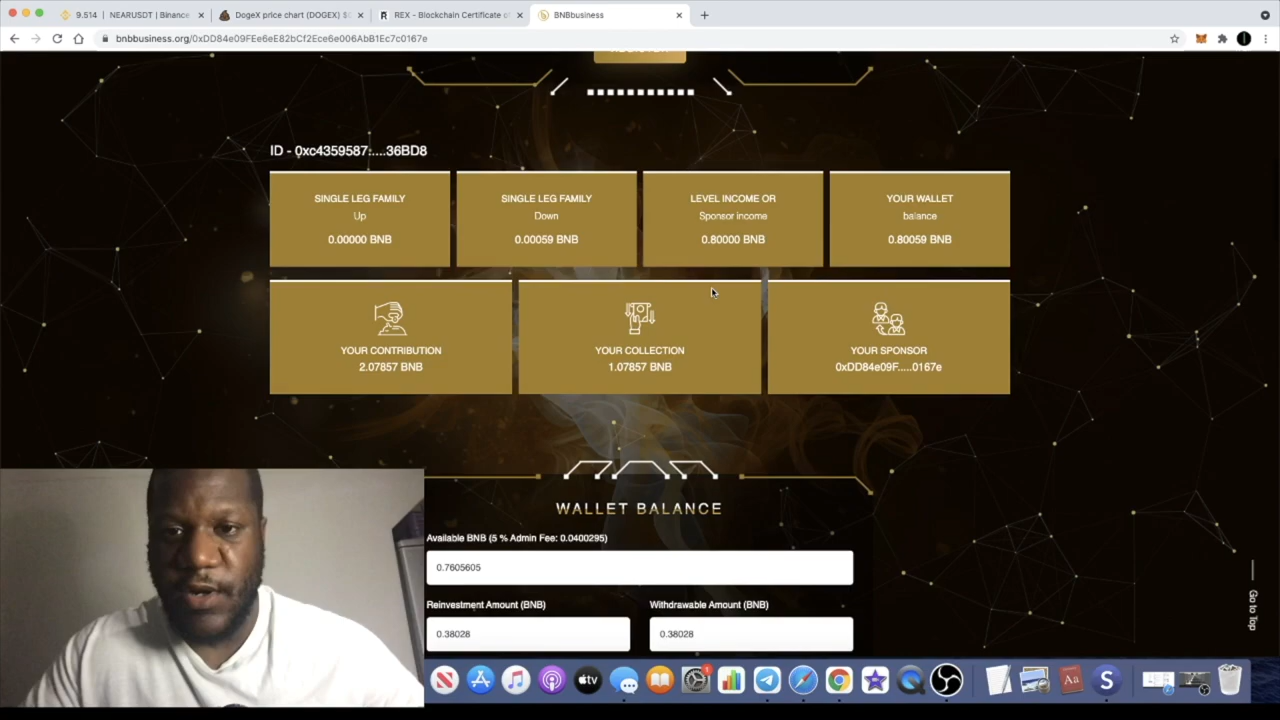 9.514 | NEARUSDT | Binance
DogeX price chart (DOGEX) $
REX - Blockchain Certificate of
BNBbusiness
bnbbusiness.org/0xDD84e09FEe6eE82bCf2Ece6e006AbB1Ec7c0167e
ID - 0xc4359587:....36BD8
SINGLE LEG FAMILY
Up
0.00000 BNB
SINGLE LEG FAMILY
Down
0.00059 BNB
LEVEL INCOME OR
Sponsor income
0.80000 BNB
YOUR WALLET
balance
0.80059 BNB
YOUR CONTRIBUTION
2.07857 BNB
YOUR COLLECTION
1.07857 BNB
YOUR SPONSOR
0xDD84e09F.....0167e
WALLET BALANCE
Available BNB (5 % Admin Fee: 0.0400295)
0.7605605
Reinvestment Amount (BNB)
0.38028
Withdrawable Amount (BNB)
0.38028
Go to Top
tv
Aa